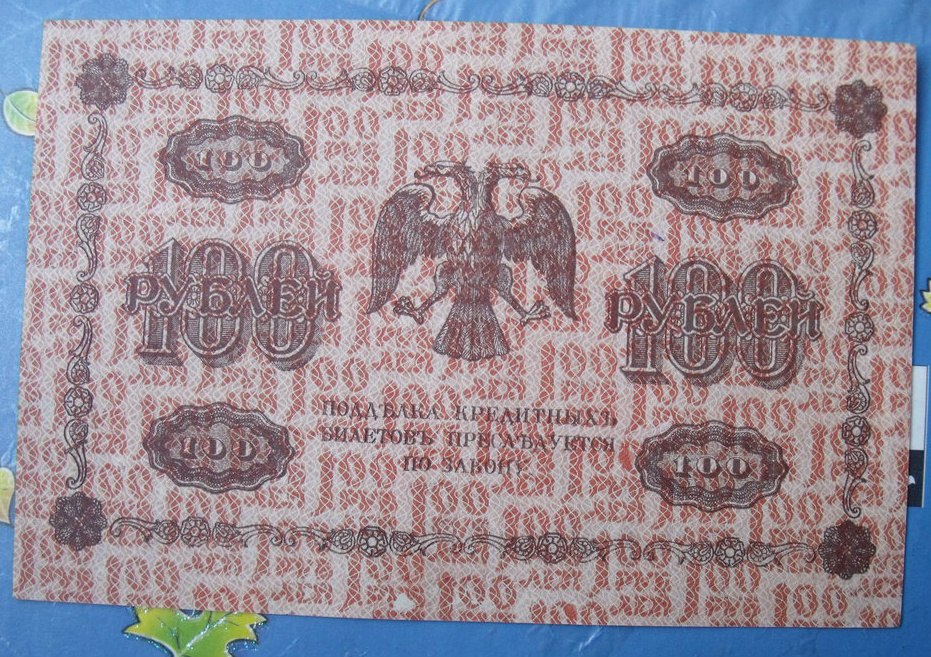 100
100
100
РУБЛЕЙ
100
РУБЛЕЙ
ПОДДѢЛКА КРЕДИТНЫХЪ
БИЛЕТОВЪ ПРЕСЛѢДУЕТСЯ
ПО ЗАКОНУ.
100
100